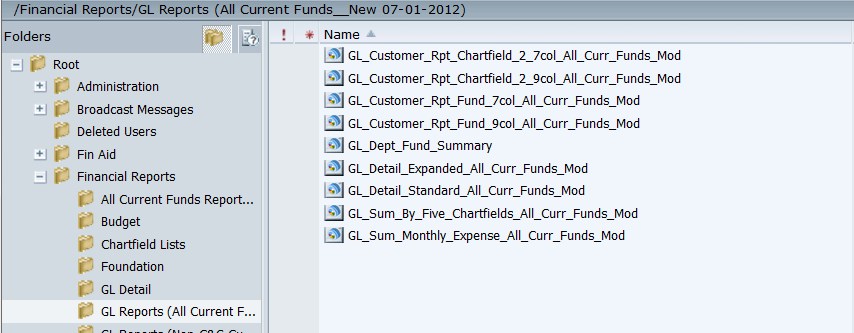 /Financial Reports/GL Reports (All Current Funds__New 07-01-2012)
Folders
Root
Administration
Broadcast Messages
Deleted Users
Fin Aid
Financial Reports
All Current Funds Report...
Budget
Chartfield Lists
Foundation
GL Detail
GL Reports (All Current F...
! * Name
GL_Customer_Rpt_Chartfield_2_7col_All_Curr_Funds_Mod
GL_Customer_Rpt_Chartfield_2_9col_All_Curr_Funds_Mod
GL_Customer_Rpt_Fund_7col_All_Curr_Funds_Mod
GL_Customer_Rpt_Fund_9col_All_Curr_Funds_Mod
GL_Dept_Fund_Summary
GL_Detail_Expanded_All_Curr_Funds_Mod
GL_Detail_Standard_All_Curr_Funds_Mod
GL_Sum_By_Five_Chartfields_All_Curr_Funds_Mod
GL_Sum_Monthly_Expense_All_Curr_Funds_Mod